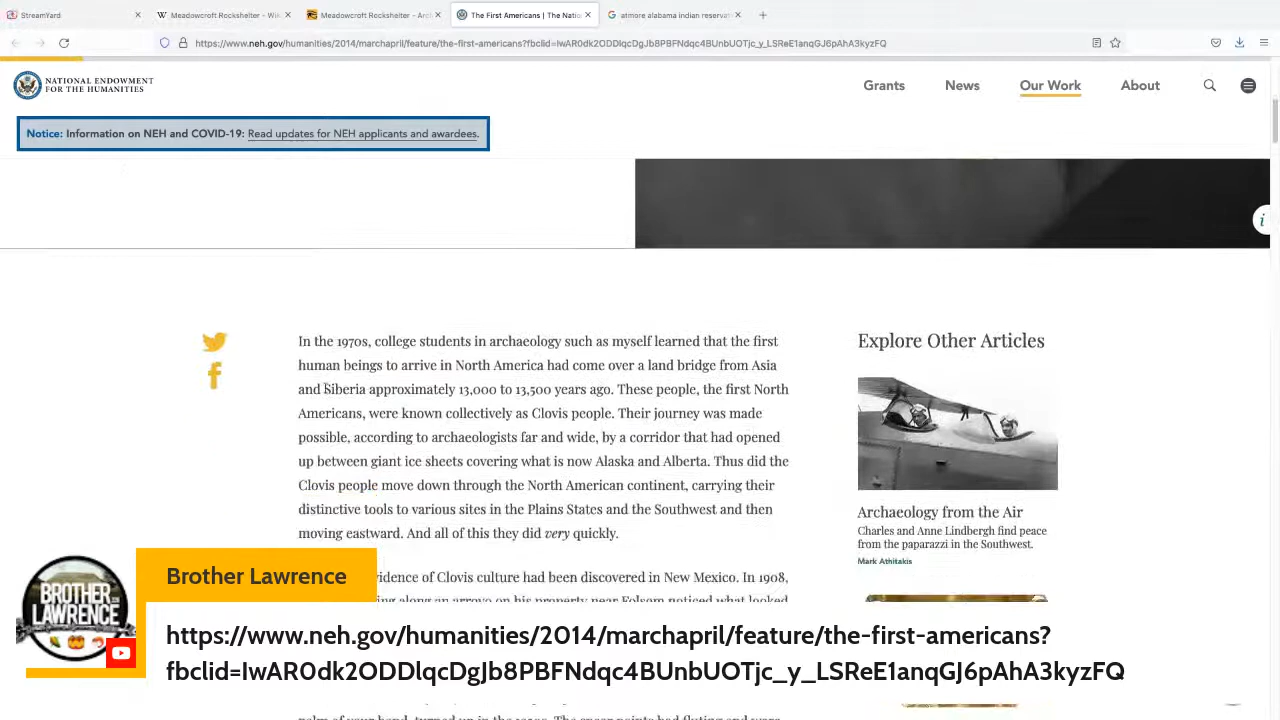 StreamYard
Meadowcroft Rockshelter - Wik
Meadowcroft Rockshelter - Arch
The First Americans | The Natio
atmore alabama indian reservat
https://www.neh.gov/humanities/2014/marchapril/feature/the-first-americans?fbclid=IwAR0dk2ODDlqcDgJb8PBFNdqc4BUnbUOTjc_y_LSReE1anqGJ6pAhA3kyzFQ
NATIONAL ENDOWMENT
FOR THE HUMANITIES
Grants
News
Our Work
About
Notice: Information on NEH and COVID-19: Read updates for NEH applicants and awardees.
i
In the 1970s, college students in archaeology such as myself learned that the first
human beings to arrive in North America had come over a land bridge from Asia
and Siberia approximately 13,000 to 13,500 years ago. These people, the first North
Americans, were known collectively as Clovis people. Their journey was made
possible, according to archaeologists far and wide, by a corridor that had opened
up between giant ice sheets covering what is now Alaska and Alberta. Thus did the
Clovis people move down through the North American continent, carrying their
distinctive tools to various sites in the Plains States and the Southwest and then
moving eastward. And all of this they did very quickly.
idence of Clovis culture had been discovered in New Mexico. In 1908,
ing along an arroyo on his property near Folsom noticed what looked
Explore Other Articles
Archaeology from the Air
Charles and Anne Lindbergh find peace
from the paparazzi in the Southwest.
Mark Athitakis
BROTHER
LAWRENCE
Brother Lawrence
https://www.neh.gov/humanities/2014/marchapril/feature/the-first-americans?
fbclid=IwAR0dk2ODDlqcDgJb8PBFNdqc4BUnbUOTjc_y_LSReE1anqGJ6pAhA3kyzFQ